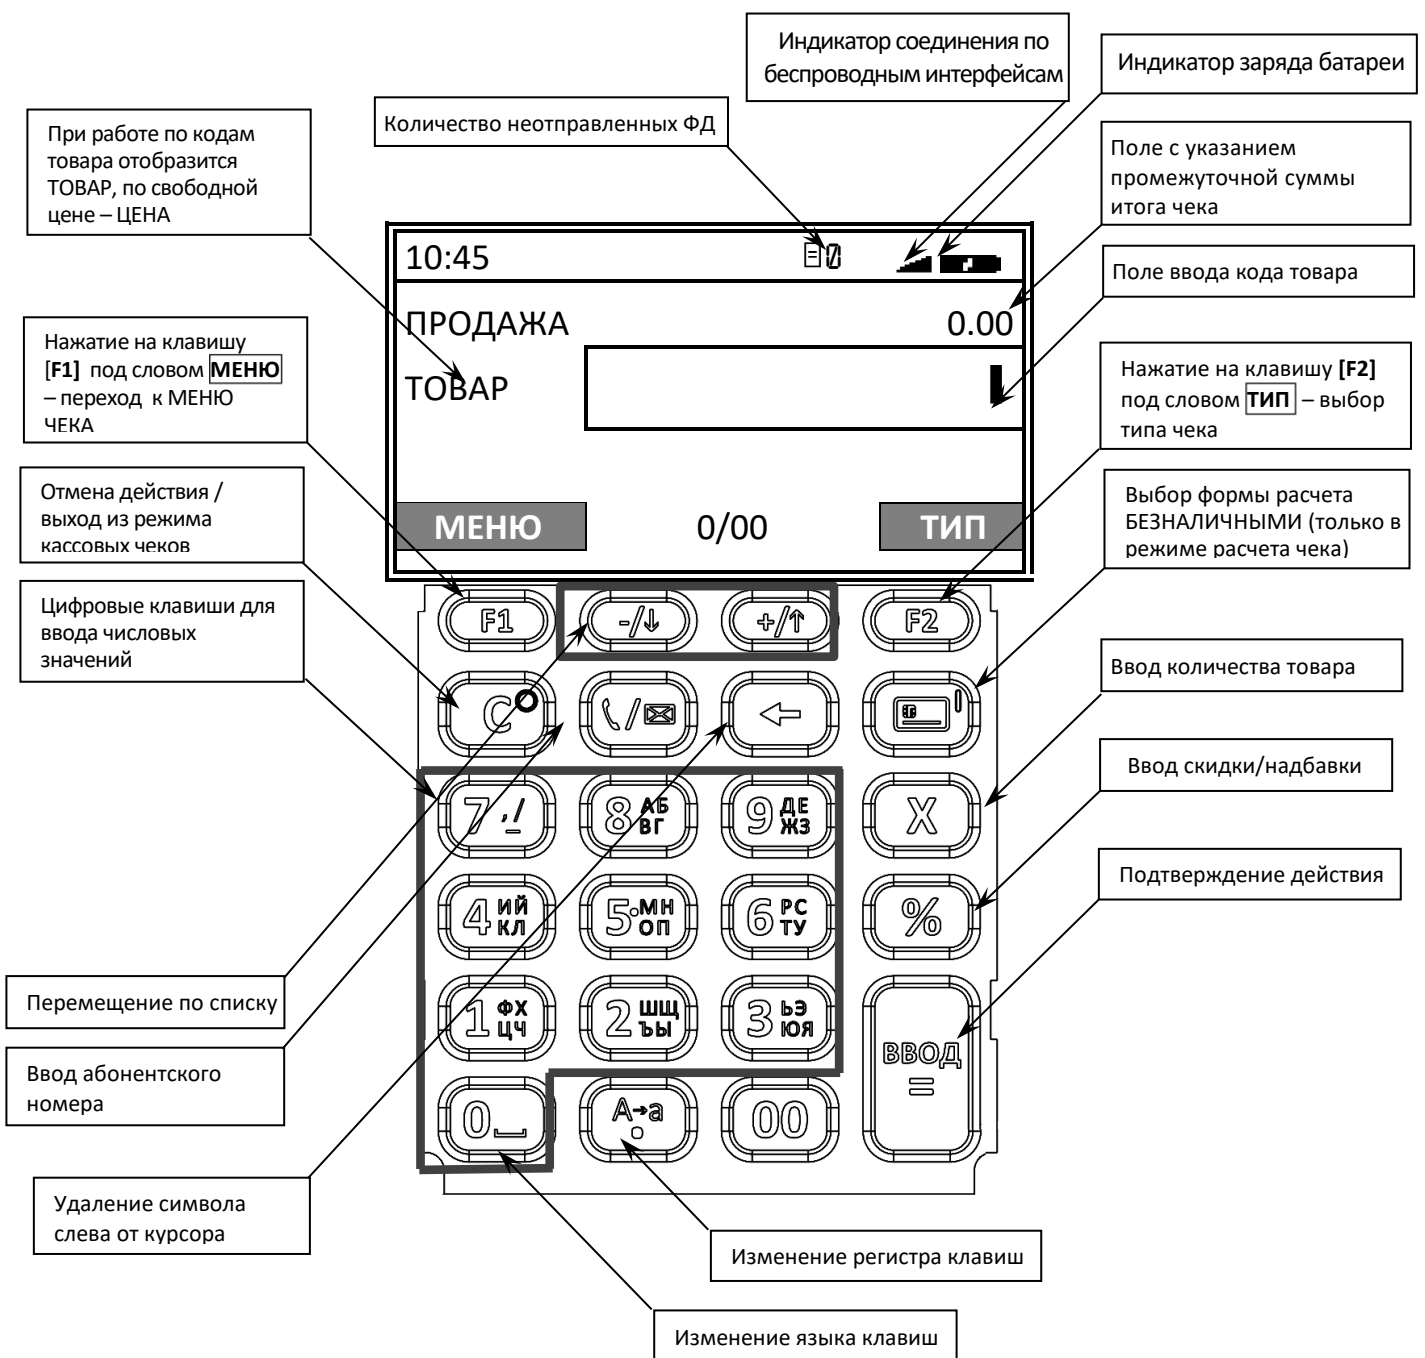 Индикатор соединения по
беспроводным интерфейсам
Индикатор заряда батареи
Количество неотправленных ФД
При работе по кодам
товара отобразится
ТОВАР, по свободной
цене – ЦЕНА
Поле с указанием
промежуточной суммы
итога чека
Поле ввода кода товара
Нажатие на клавишу
[F1] под словом МЕНЮ
– переход к МЕНЮ
ЧЕКА
Нажатие на клавишу [F2]
под словом ТИП – выбор
типа чека
Отмена действия /
выход из режима
кассовых чеков
Выбор формы расчета
БЕЗНАЛИЧНЫМИ (только в
режиме расчета чека)
Цифровые клавиши для
ввода числовых
значений
Ввод количества товара
Ввод скидки/надбавки
Подтверждение действия
10:45 0
ПРОДАЖА 0.00
ТОВАР
МЕНЮ 0/00 ТИП
F1 -/↓ +/↑ F2
C / ←
7 ,/_ 8 АБ ВГ 9 ДЕ ЖЗ X
4 ИЙ КЛ 5 МН ОП 6 РС ТУ %
1 ФХ ЦЧ 2 ШЩ ЪЫ 3 ЬЭ ЮЯ ВВОД =
0 A→a 00
Перемещение по списку
Ввод абонентского
номера
Удаление символа
слева от курсора
Изменение регистра клавиш
Изменение языка клавиш